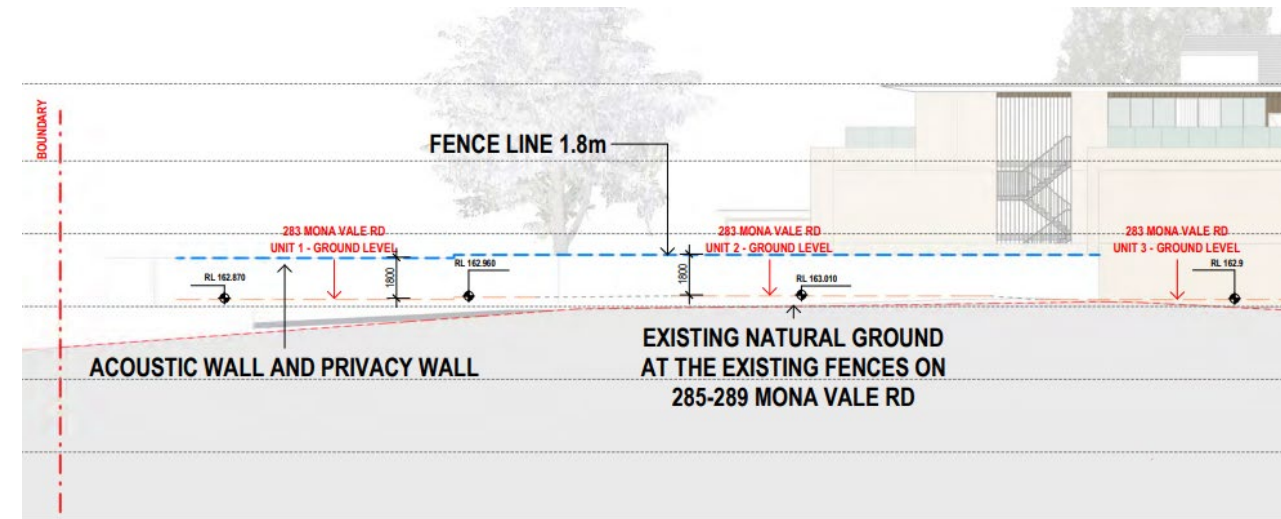 BOUNDARY
FENCE LINE 1.8m
283 MONA VALE RD
UNIT 1 - GROUND LEVEL
283 MONA VALE RD
UNIT 2 - GROUND LEVEL
283 MONA VALE RD
UNIT 3 - GROUND LEVEL
RL 162.870
1800
RL 162.960
1800
RL 163.010
RL 162.9
ACOUSTIC WALL AND PRIVACY WALL
EXISTING NATURAL GROUND
AT THE EXISTING FENCES ON
285-289 MONA VALE RD